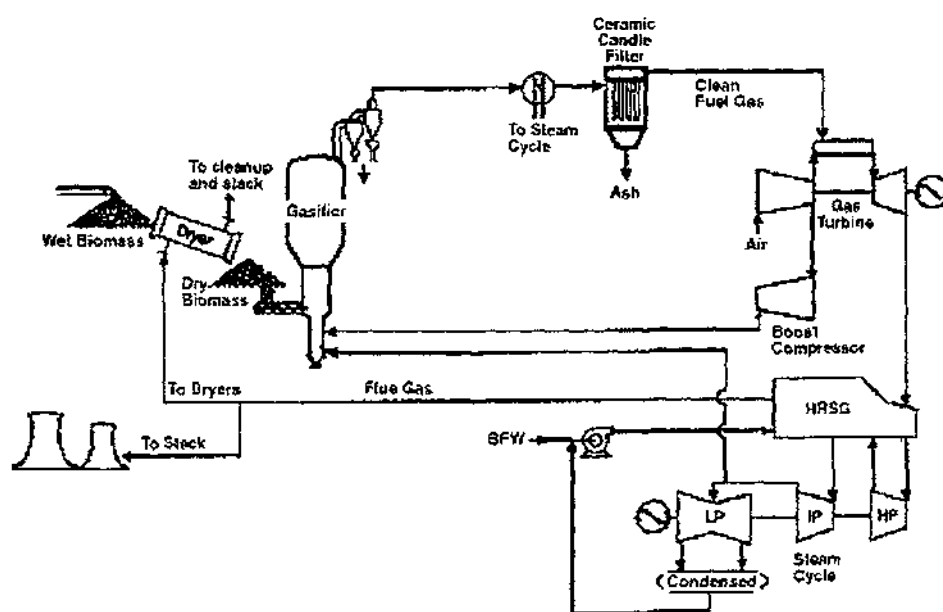 Ceramic
Candle
Filter
Clean
Fuel Gas
To Steam
Cycle
To cleanup
and stack
Gasifier
Ash
Dryer
Wet Biomass
Gas
Turbine
Air
Dry
Biomass
Boost
Compressor
To Dryers
Flue Gas
HRSG
To Stack
BFW
LP
IP
HP
Steam
Cycle
(Condensed)